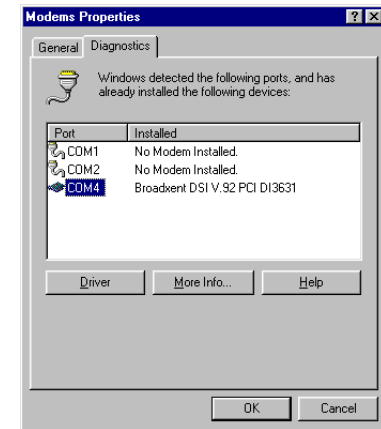 Modems Properties
General Diagnostics
Windows detected the following ports, and has
already installed the following devices:
Port Installed
COM1 No Modem Installed.
COM2 No Modem Installed.
COM4 Broadxent DSI V.92 PCI DI3631
Driver More Info... Help
OK Cancel